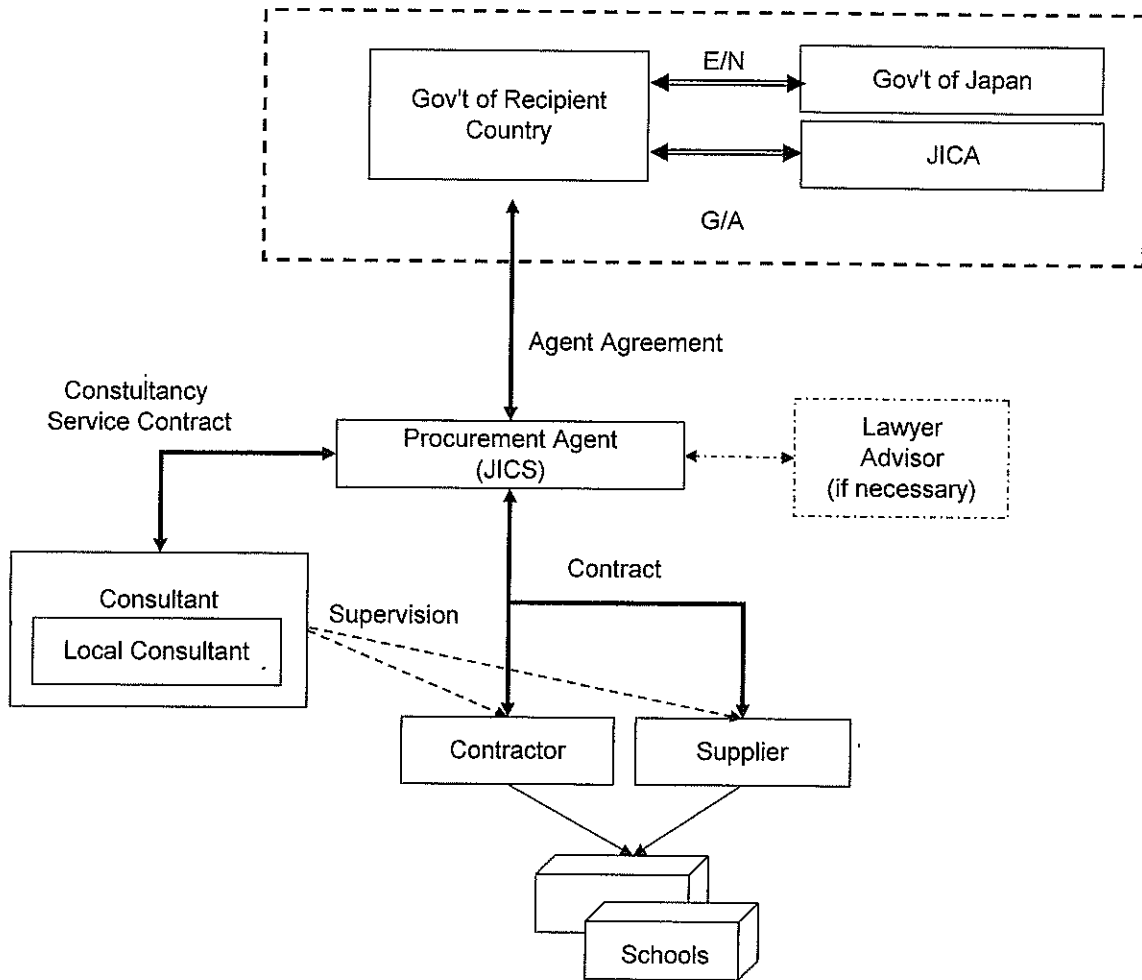 E/N
Gov't of Recipient
Country
Gov't of Japan
JICA
G/A
Agent Agreement
Constultancy
Service Contract
Procurement Agent
(JICS)
Lawyer
Advisor
(if necessary)
Contract
Consultant
Local Consultant
Supervision
Contractor
Supplier
Schools